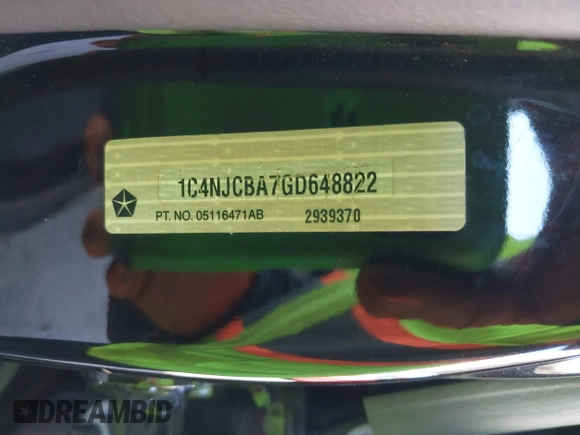 1C4NJCBA7GD648822
PT. NO. 05116471AB 2939370
DREAMBID